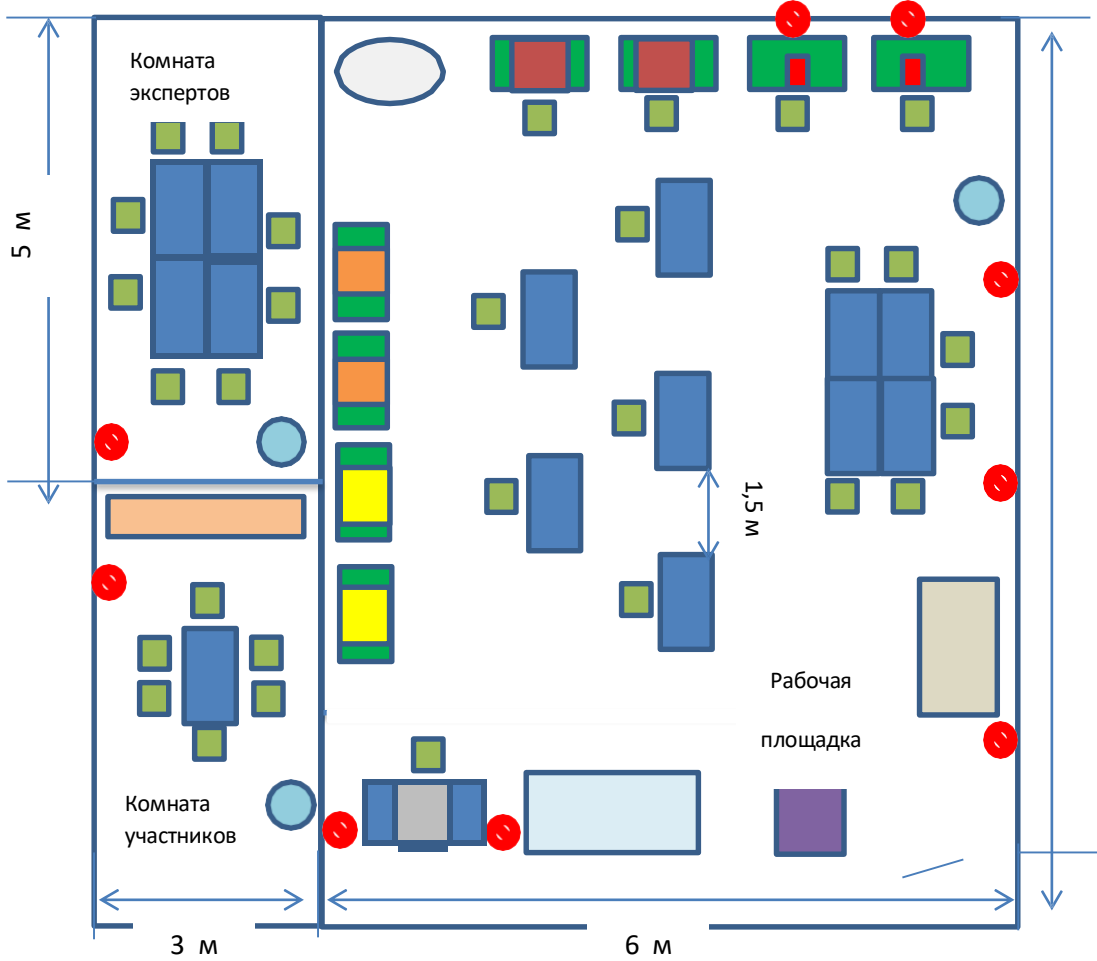 Комната
экспертов
5 м
1,5 м
Рабочая
площадка
Комната
участников
3 м
6 м